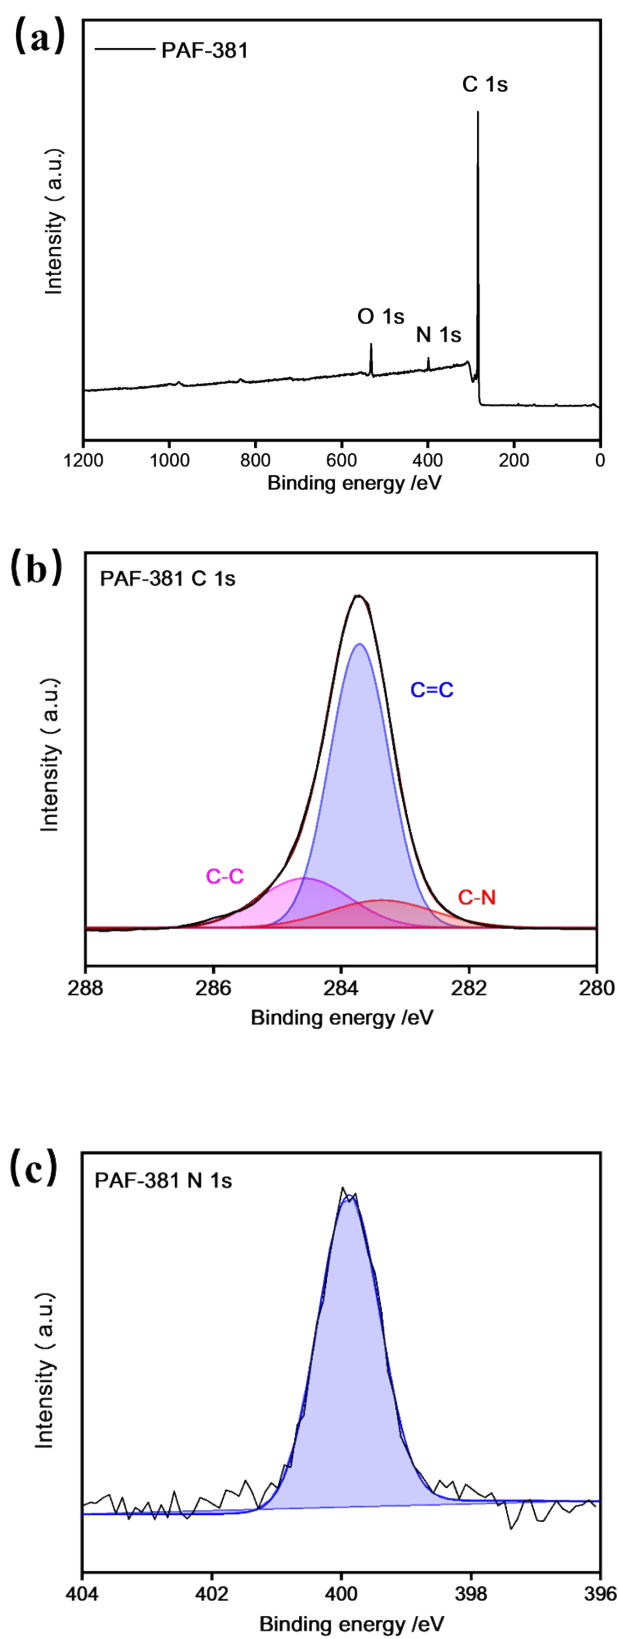 (a)
PAF-381
C 1s
O 1s
N 1s
Intensity ( a.u.)
1200 1000 800 600 400 200 0
Binding energy /eV
(b)
PAF-381 C 1s
C=C
C-C
C-N
Intensity ( a.u.)
288 286 284 282 280
Binding energy /eV
(c)
PAF-381 N 1s
Intensity ( a.u.)
404 402 400 398 396
Binding energy /eV